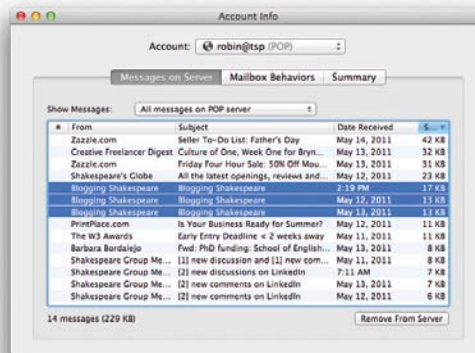 Account Info
Account: robin@tsp (POP)
Messages on Server Mailbox Behaviors Summary
Show Messages: All messages on POP server
From Subject Date Received S...
Zazzle.com Seller To-Do List: Father's Day May 14, 2011 42 KB
Creative Freelancer Digest Culture of One, Week One for Bryn... May 13, 2011 32 KB
Zazzle.com Friday Four Hour Sale: 50% Off Mou... May 13, 2011 31 KB
Shakespeare's Globe All the latest openings, reviews and... May 12, 2011 23 KB
Blogging Shakespeare Blogging Shakespeare 2:19 PM 17 KB
Blogging Shakespeare Blogging Shakespeare May 12, 2011 13 KB
Blogging Shakespeare Blogging Shakespeare May 13, 2011 13 KB
PrintPlace.com Is Your Business Ready for Summer? May 12, 2011 11 KB
The W3 Awards Early Entry Deadline < 2 weeks away May 11, 2011 11 KB
Barbara Bordalejo Fwd: PhD funding: School of English... May 13, 2011 8 KB
Shakespeare Group Me... [1] new discussion and [1] new com... May 11, 2011 8 KB
Shakespeare Group Me... [2] new discussions on LinkedIn 7:11 AM 7 KB
Shakespeare Group Me... [2] new comments on LinkedIn May 13, 2011 7 KB
Shakespeare Group Me... [2] new comments on LinkedIn May 12, 2011 6 KB
14 messages (229 KB) Remove From Server